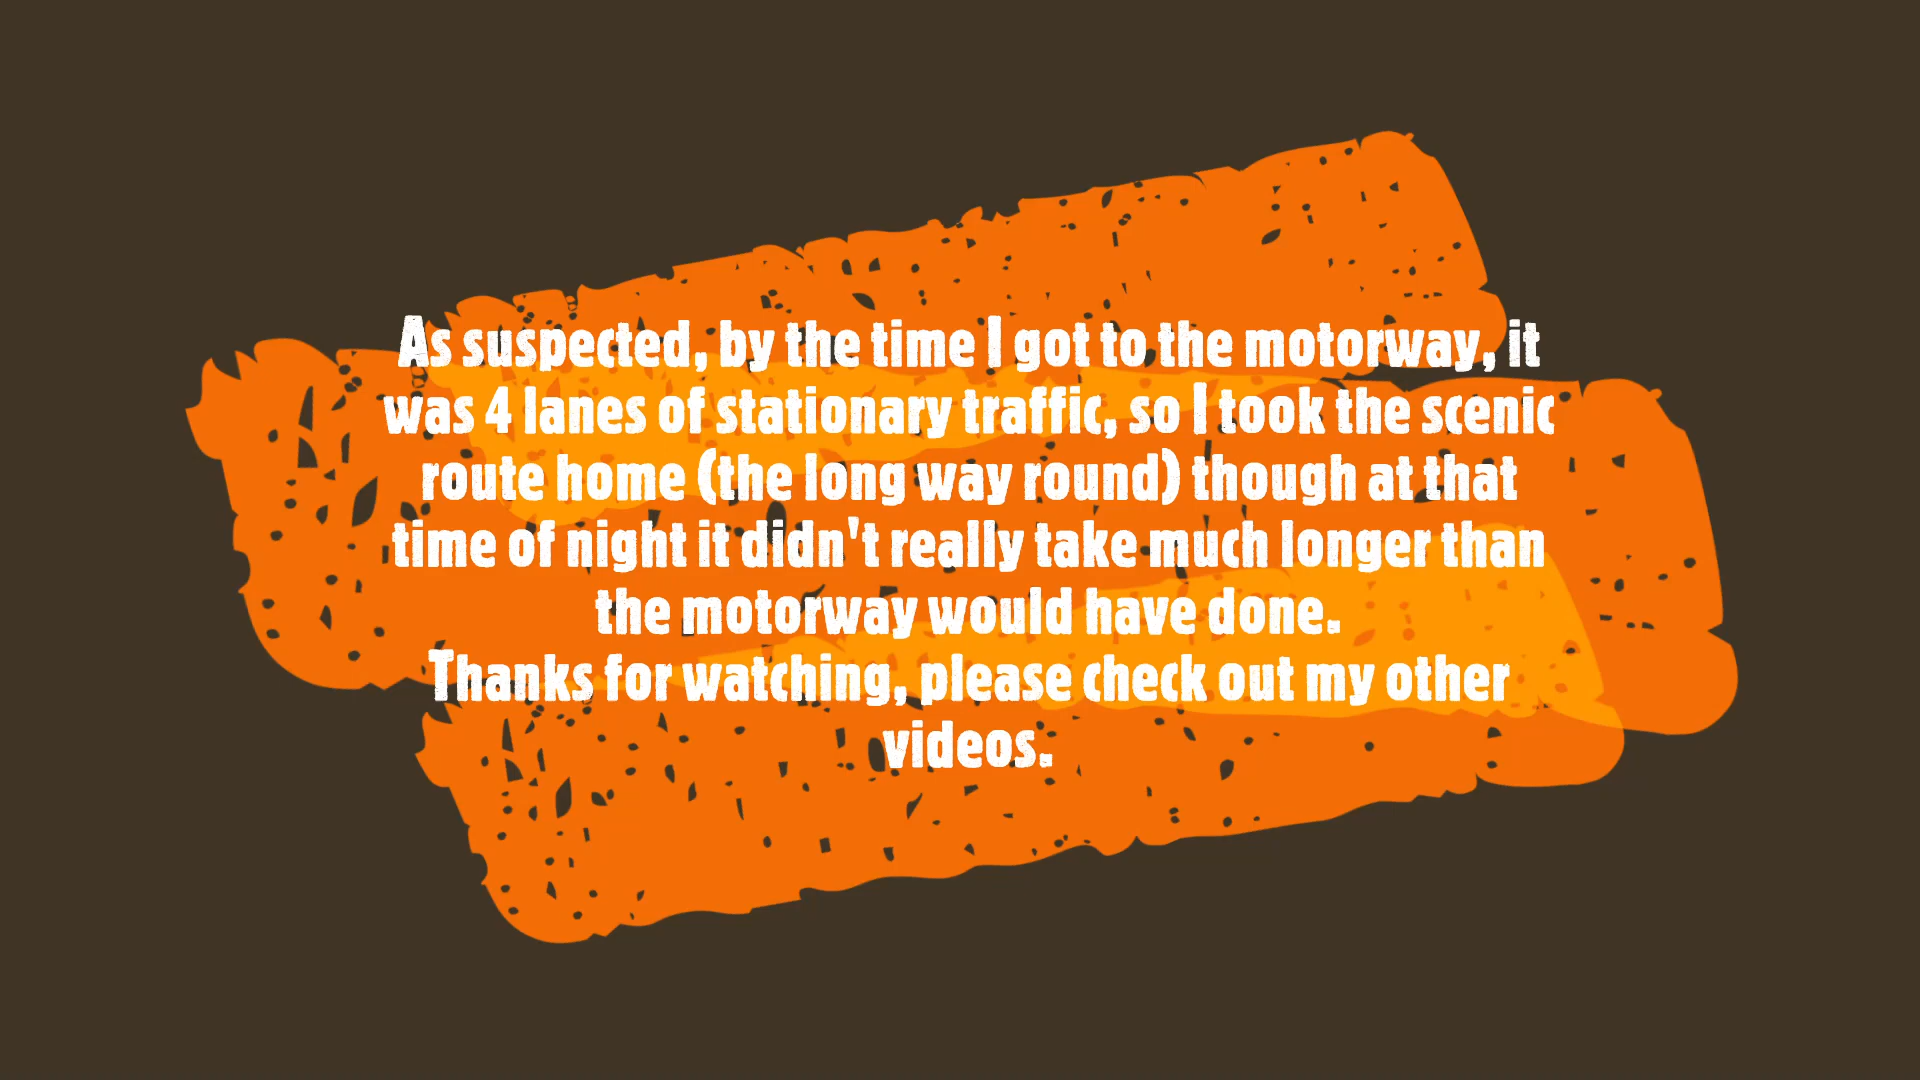 As suspected, by the time I got to the motorway, it
was 4 lanes of stationary traffic, so I took the scenic
route home (the long way round) though at that
time of night it didn't really take much longer than
the motorway would have done.
Thanks for watching, please check out my other
videos.